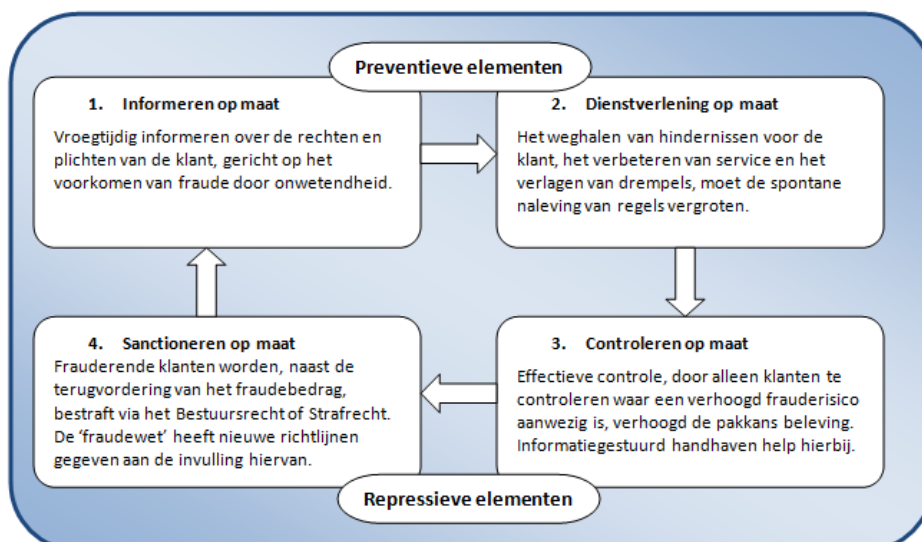 Preventieve elementen
1. Informeren op maat
Vroegtijdig informeren over de rechten en
plichten van de klant, gericht op het
voorkomen van fraude door onwetendheid.
2. Dienstverlening op maat
Het weghalen van hindernissen voor de
klant, het verbeteren van service en het
verlagen van drempels, moet de spontane
naleving van regels vergroten.
3. Controleren op maat
Effectieve controle, door alleen klanten te
controleren waar een verhoogd frauderisico
aanwezig is, verhoogd de pakkans beleving.
Informatiegestuurd handhaven help hierbij.
4. Sanctioneren op maat
Frauderende klanten worden, naast de
terugvordering van het fraudebedrag,
bestraft via het Bestuursrecht of Strafrecht.
De ‘fraudewet’ heeft nieuwe richtlijnen
gegeven aan de invulling hiervan.
Repressieve elementen